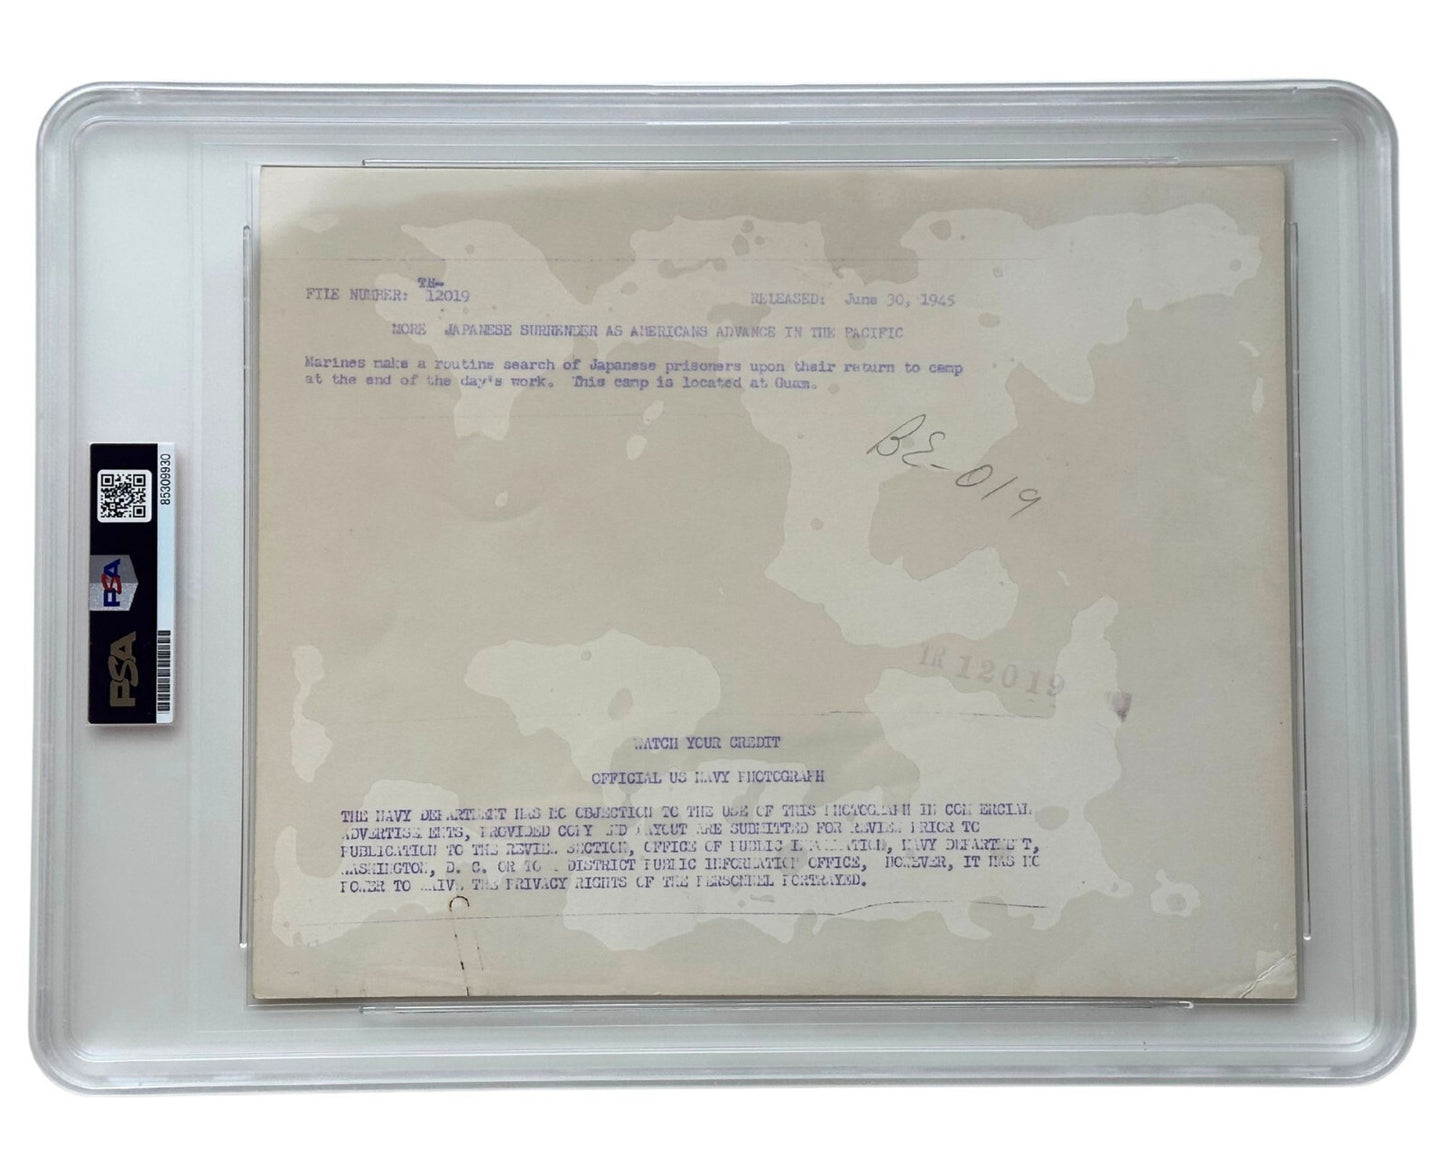 TR-
FILE NUMBER: 12019 RELEASED: June 30, 1945
MORE JAPANESE SURRENDER AS AMERICANS ADVANCE IN THE PACIFIC
Marines make a routine search of Japanese prisoners upon their return to camp
at the end of the day's work. This camp is located at Guam.
BE-019
TR 12019
WATCH YOUR CREDIT
OFFICIAL US NAVY PHOTOGRAPH
THE NAVY DEPARTMENT HAS NO OBJECTION TO THE USE OF THIS PHOTOGRAPH IN COMMERCIAL
ADVERTISEMENTS, PROVIDED COPY AND LAYOUT ARE SUBMITTED FOR REVIEW PRIOR TO
PUBLICATION TO THE REVIEW SECTION, OFFICE OF PUBLIC INFORMATION, NAVY DEPARTMENT,
WASHINGTON, D. C. OR TO A DISTRICT PUBLIC INFORMATION OFFICE, HOWEVER, IT HAS NO
POWER TO WAIVE THE PRIVACY RIGHTS OF THE PERSONNEL PORTRAYED.
85309930
PSA
PSA